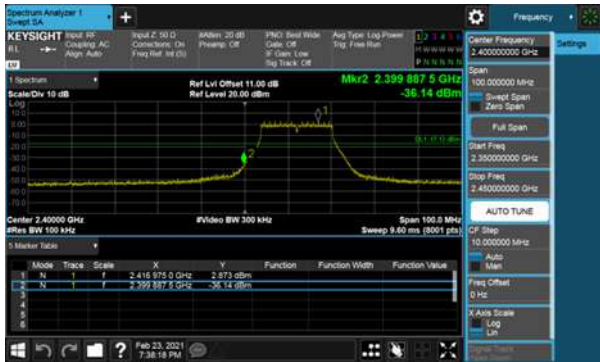 Spectrum Analyzer 1
Swept SA
+
Frequency
KEYSIGHT
Input: RF
Input Z: 50 Ω
#Atten: 20 dB
PNO: Best Wide
Avg Type: Log-Power
1 2 3 4 5 6
RL
Coupling: AC
Corrections: On
Preamp: Off
Gate: Off
Trig: Free Run
Align: Auto
Freq Ref: Int (S)
IF Gain: Low
Sig Track: Off
P N N N N N
Center Frequency
2.400000000 GHz
Settings
Span
100.000000 MHz
Swept Span
Zero Span
Full Span
Start Freq
2.350000000 GHz
Stop Freq
2.450000000 GHz
AUTO TUNE
CF Step
10.000000 MHz
Auto
Man
Freq Offset
0 Hz
X Axis Scale
Log
Lin
1 Spectrum
Ref Lvl Offset 11.00 dB
Mkr2 2.399 887 5 GHz
Scale/Div 10 dB
Ref Level 20.00 dBm
-36.14 dBm
Log
1
2
Center 2.40000 GHz
#Video BW 300 kHz
Span 100.0 MHz
#Res BW 100 kHz
Sweep 9.60 ms (8001 pts)
5 Marker Table
Mode Trace Scale X Y Function Function Width Function Value
1 N 1 f 2.416 975 0 GHz 2.873 dBm
2 N 1 f 2.399 887 5 GHz -36.14 dBm
3
4
5
6
?
Feb 23, 2021
7:38:18 PM